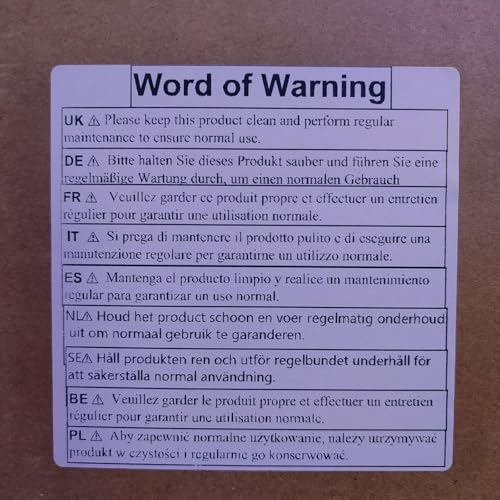 Word of Warning
UK ⚠ Please keep this product clean and perform regular
maintenance to ensure normal use.
DE ⚠ Bitte halten Sie dieses Produkt sauber und führen Sie eine
regelmäßige Wartung durch, um einen normalen Gebrauch
FR ⚠ Veuillez garder ce produit propre et effectuer un entretien
régulier pour garantir une utilisation normale.
IT ⚠ Si prega di mantenere il prodotto pulito e di eseguire una
manutenzione regolare per garantirne un utilizzo normale.
ES ⚠ Mantenga el producto limpio y realice un mantenimiento
regular para garantizar un uso normal.
NL⚠ Houd het product schoon en voer regelmatig onderhoud
uit om normaal gebruik te garanderen.
SE⚠ Håll produkten ren och utför regelbundet underhåll för
att säkerställa normal användning.
BE ⚠ Veuillez garder le produit propre et effectuer un entretien
régulier pour garantir une utilisation normale.
PL ⚠ Aby zapewnić normalne użytkowanie, należy utrzymywać
produkt w czystości i regularnie go konserwować.